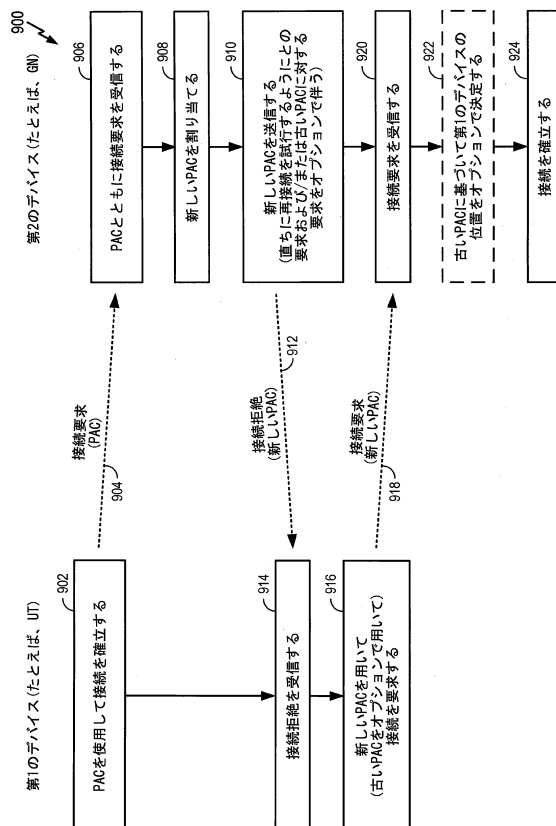 900
第1のデバイス(たとえば、UT)
第2のデバイス(たとえば、GN)
902
PACを使用して接続を確立する
904
接続要求
(PAC)
906
PACとともに接続要求を受信する
908
新しいPACを割り当てる
910
新しいPACを送信する
(直ちに再接続を試行するようにとの
要求および/または古いPACに対する
要求をオプションで伴う)
912
接続拒絶
(新しいPAC)
914
接続拒絶を受信する
916
新しいPACを用いて
(古いPACをオプションで用いて)
接続を要求する
918
接続要求
(新しいPAC)
920
接続要求を受信する
922
古いPACに基づいて第1のデバイスの
位置をオプションで決定する
924
接続を確立する